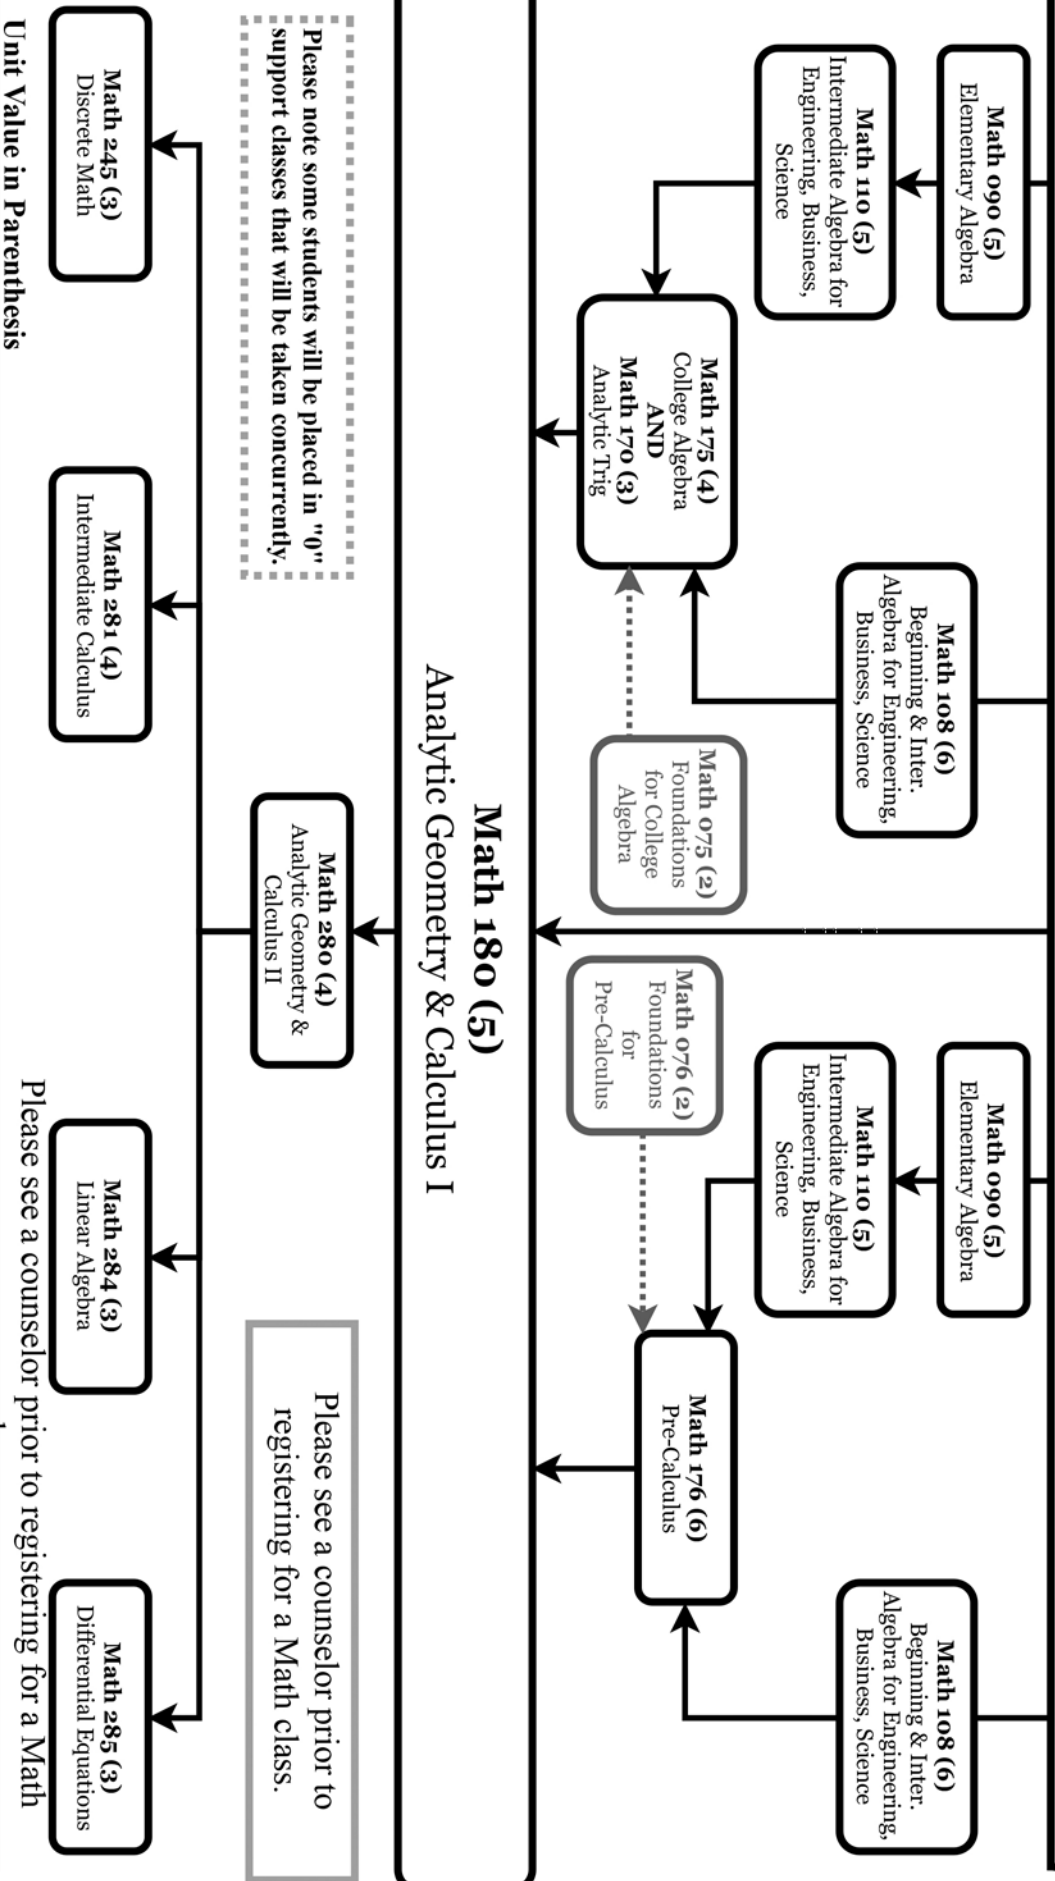 Math 090 (5)
Elementary Algebra
Math 090 (5)
Elementary Algebra
Math 108 (6)
Beginning & Inter.
Algebra for Engineering,
Business, Science
Math 108 (6)
Beginning & Inter.
Algebra for Engineering,
Business, Science
Math 110 (5)
Intermediate Algebra for
Engineering, Business,
Science
Math 110 (5)
Intermediate Algebra for
Engineering, Business,
Science
Math 175 (4)
College Algebra
AND
Math 170 (3)
Analytic Trig
Math 075 (2)
Foundations
for College
Algebra
Math 076 (2)
Foundations
for
Pre-Calculus
Math 176 (6)
Pre-Calculus
Math 180 (5)
Analytic Geometry & Calculus I
Please note some students will be placed in "0"
support classes that will be taken concurrently.
Math 280 (4)
Analytic Geometry &
Calculus II
Please see a counselor prior to
registering for a Math class.
Math 245 (3)
Discrete Math
Math 281 (4)
Intermediate Calculus
Math 284 (3)
Linear Algebra
Math 285 (3)
Differential Equations
Unit Value in Parenthesis
Please see a counselor prior to registering for a Math